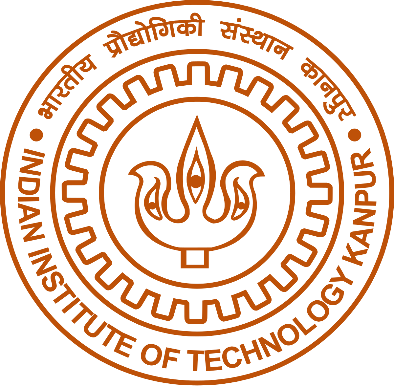 भारतीय प्रौद्योगिकी संस्थान कानपुर
INDIAN INSTITUTE OF TECHNOLOGY KANPUR